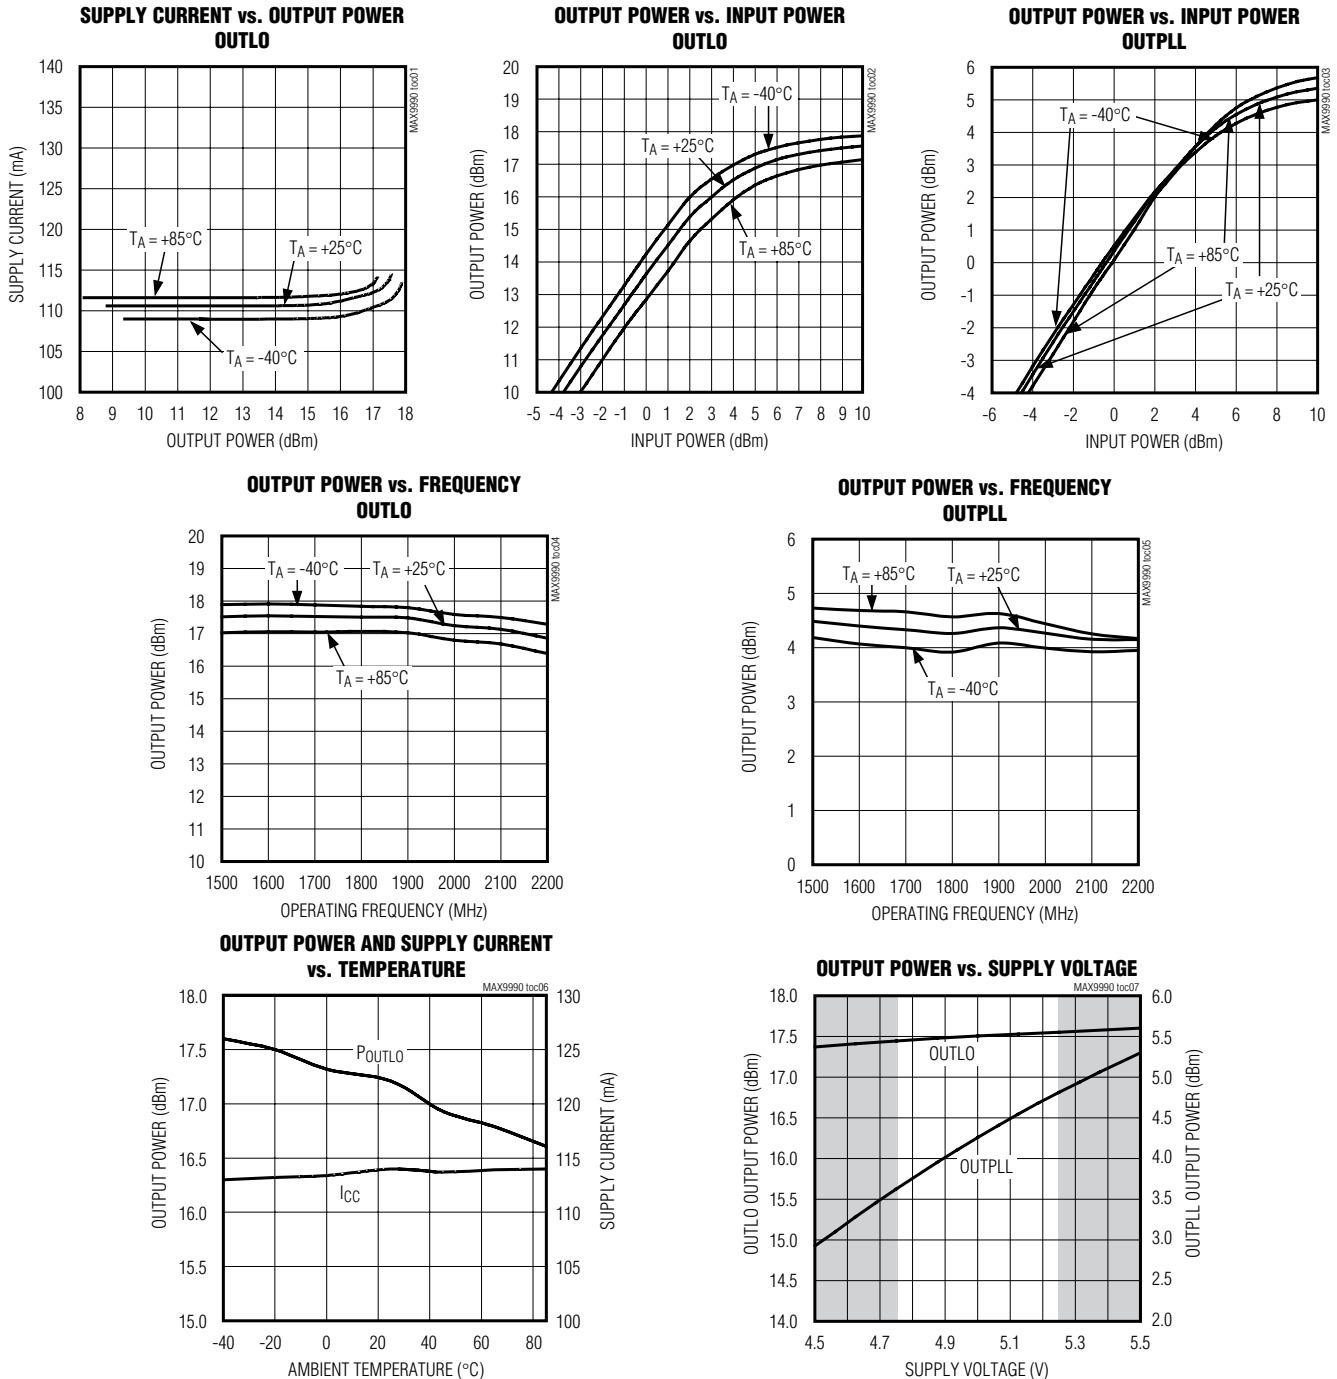 SUPPLY CURRENT vs. OUTPUT POWER
OUTLO
MAX9990 toc01
SUPPLY CURRENT (mA)
140
135
130
125
120
115
110
105
100
TA = +85°C
TA = +25°C
TA = -40°C
8 9 10 11 12 13 14 15 16 17 18
OUTPUT POWER (dBm)
OUTPUT POWER vs. INPUT POWER
OUTLO
MAX9990 toc02
OUTPUT POWER (dBm)
20
19
18
17
16
15
14
13
12
11
10
TA = -40°C
TA = +25°C
TA = +85°C
-5 -4 -3 -2 -1 0 1 2 3 4 5 6 7 8 9 10
INPUT POWER (dBm)
OUTPUT POWER vs. INPUT POWER
OUTPLL
MAX9990 toc03
OUTPUT POWER (dBm)
6
5
4
3
2
1
0
-1
-2
-3
-4
TA = -40°C
TA = +85°C
TA = +25°C
-6 -4 -2 0 2 4 6 8 10
INPUT POWER (dBm)
OUTPUT POWER vs. FREQUENCY
OUTLO
MAX9990 toc04
OUTPUT POWER (dBm)
20
19
18
17
16
15
14
13
12
11
10
TA = -40°C
TA = +25°C
TA = +85°C
1500 1600 1700 1800 1900 2000 2100 2200
OPERATING FREQUENCY (MHz)
OUTPUT POWER vs. FREQUENCY
OUTPLL
MAX9990 toc05
OUTPUT POWER (dBm)
6
5
4
3
2
1
0
TA = +85°C
TA = +25°C
TA = -40°C
1500 1600 1700 1800 1900 2000 2100 2200
OPERATING FREQUENCY (MHz)
OUTPUT POWER AND SUPPLY CURRENT
vs. TEMPERATURE
MAX9990 toc06
OUTPUT POWER (dBm)
18.0
17.5
17.0
16.5
16.0
15.5
15.0
POUTLO
ICC
130
125
120
115
110
105
100
SUPPLY CURRENT (mA)
-40 -20 0 20 40 60 80
AMBIENT TEMPERATURE (°C)
OUTPUT POWER vs. SUPPLY VOLTAGE
MAX9990 toc07
OUTLO OUTPUT POWER (dBm)
18.0
17.5
17.0
16.5
16.0
15.5
15.0
14.5
14.0
OUTLO
OUTPLL
6.0
5.5
5.0
4.5
4.0
3.5
3.0
2.5
2.0
OUTPLL OUTPUT POWER (dBm)
4.5 4.7 4.9 5.1 5.3 5.5
SUPPLY VOLTAGE (V)